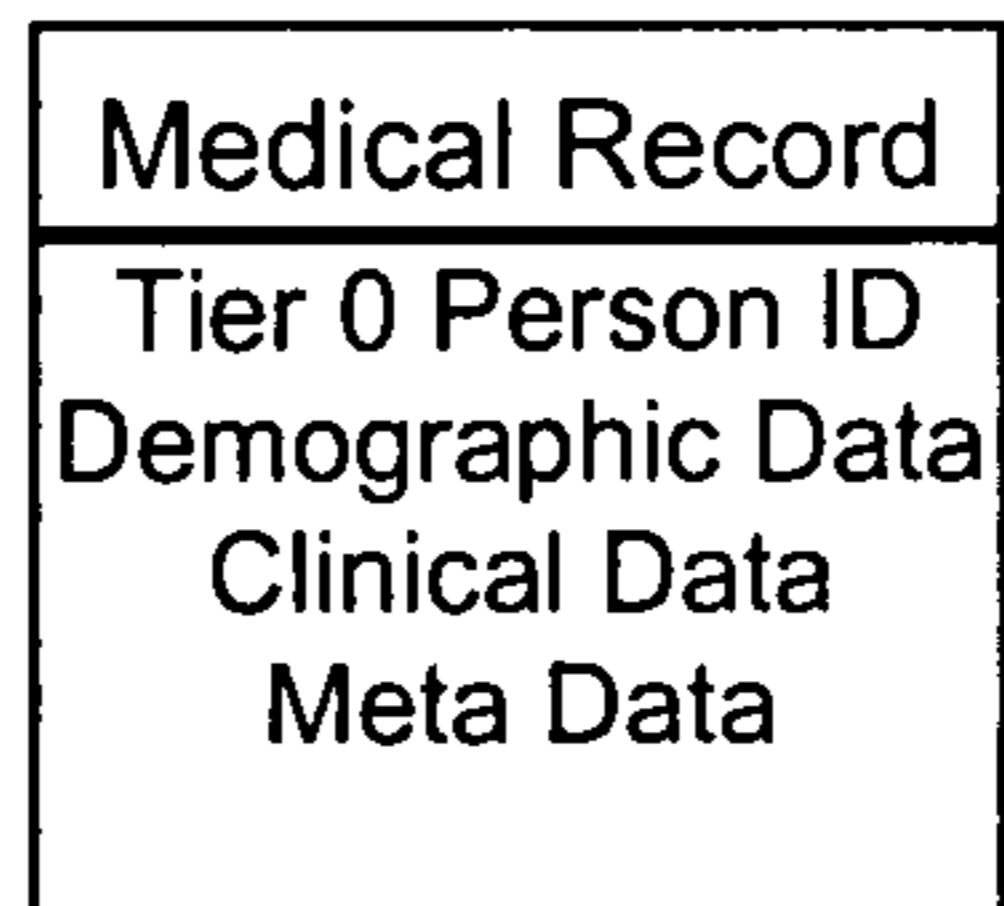 Medical Record
Tier 0 Person ID
Demographic Data
Clinical Data
Meta Data